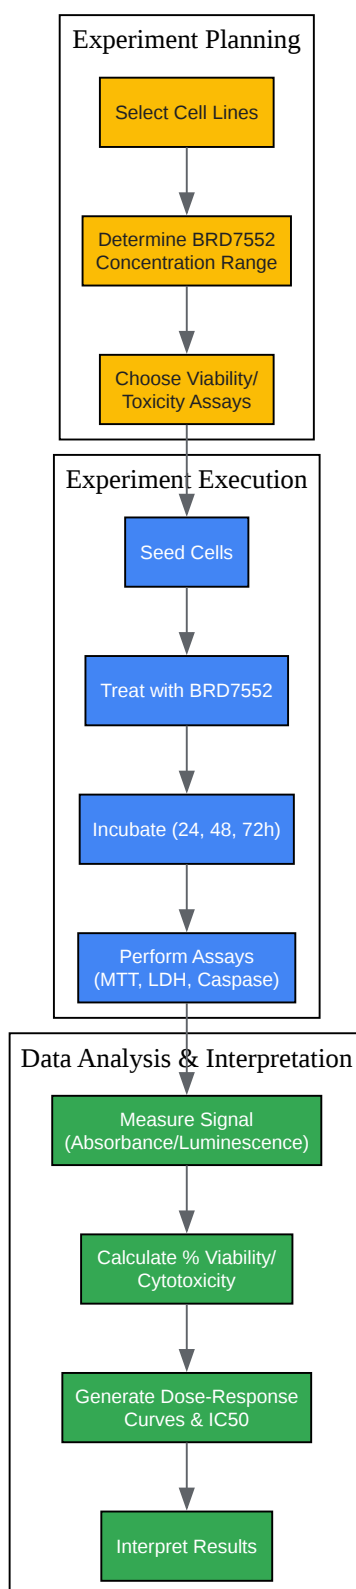 Experiment Planning
Select Cell Lines
Determine BRD7552
Concentration Range
Choose Viability/
Toxicity Assays
Experiment Execution
Seed Cells
Treat with BRD7552
Incubate (24, 48, 72h)
Perform Assays
(MTT, LDH, Caspase)
Data Analysis & Interpretation
Measure Signal
(Absorbance/Luminescence)
Calculate % Viability/
Cytotoxicity
Generate Dose-Response
Curves & IC50
Interpret Results